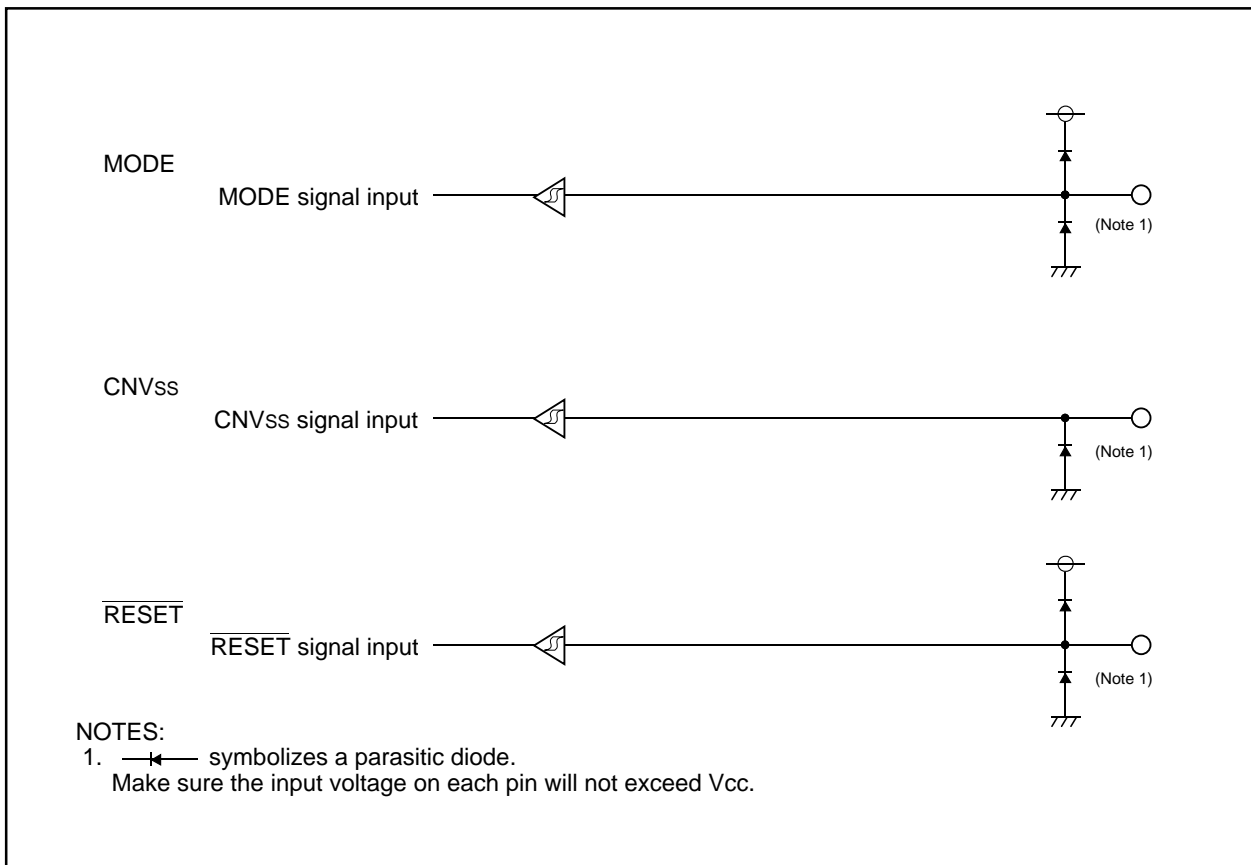 MODE
MODE signal input
(Note 1)
CNVss
CNVss signal input
(Note 1)
RESET
RESET signal input
(Note 1)
NOTES:
1. symbolizes a parasitic diode.
Make sure the input voltage on each pin will not exceed Vcc.